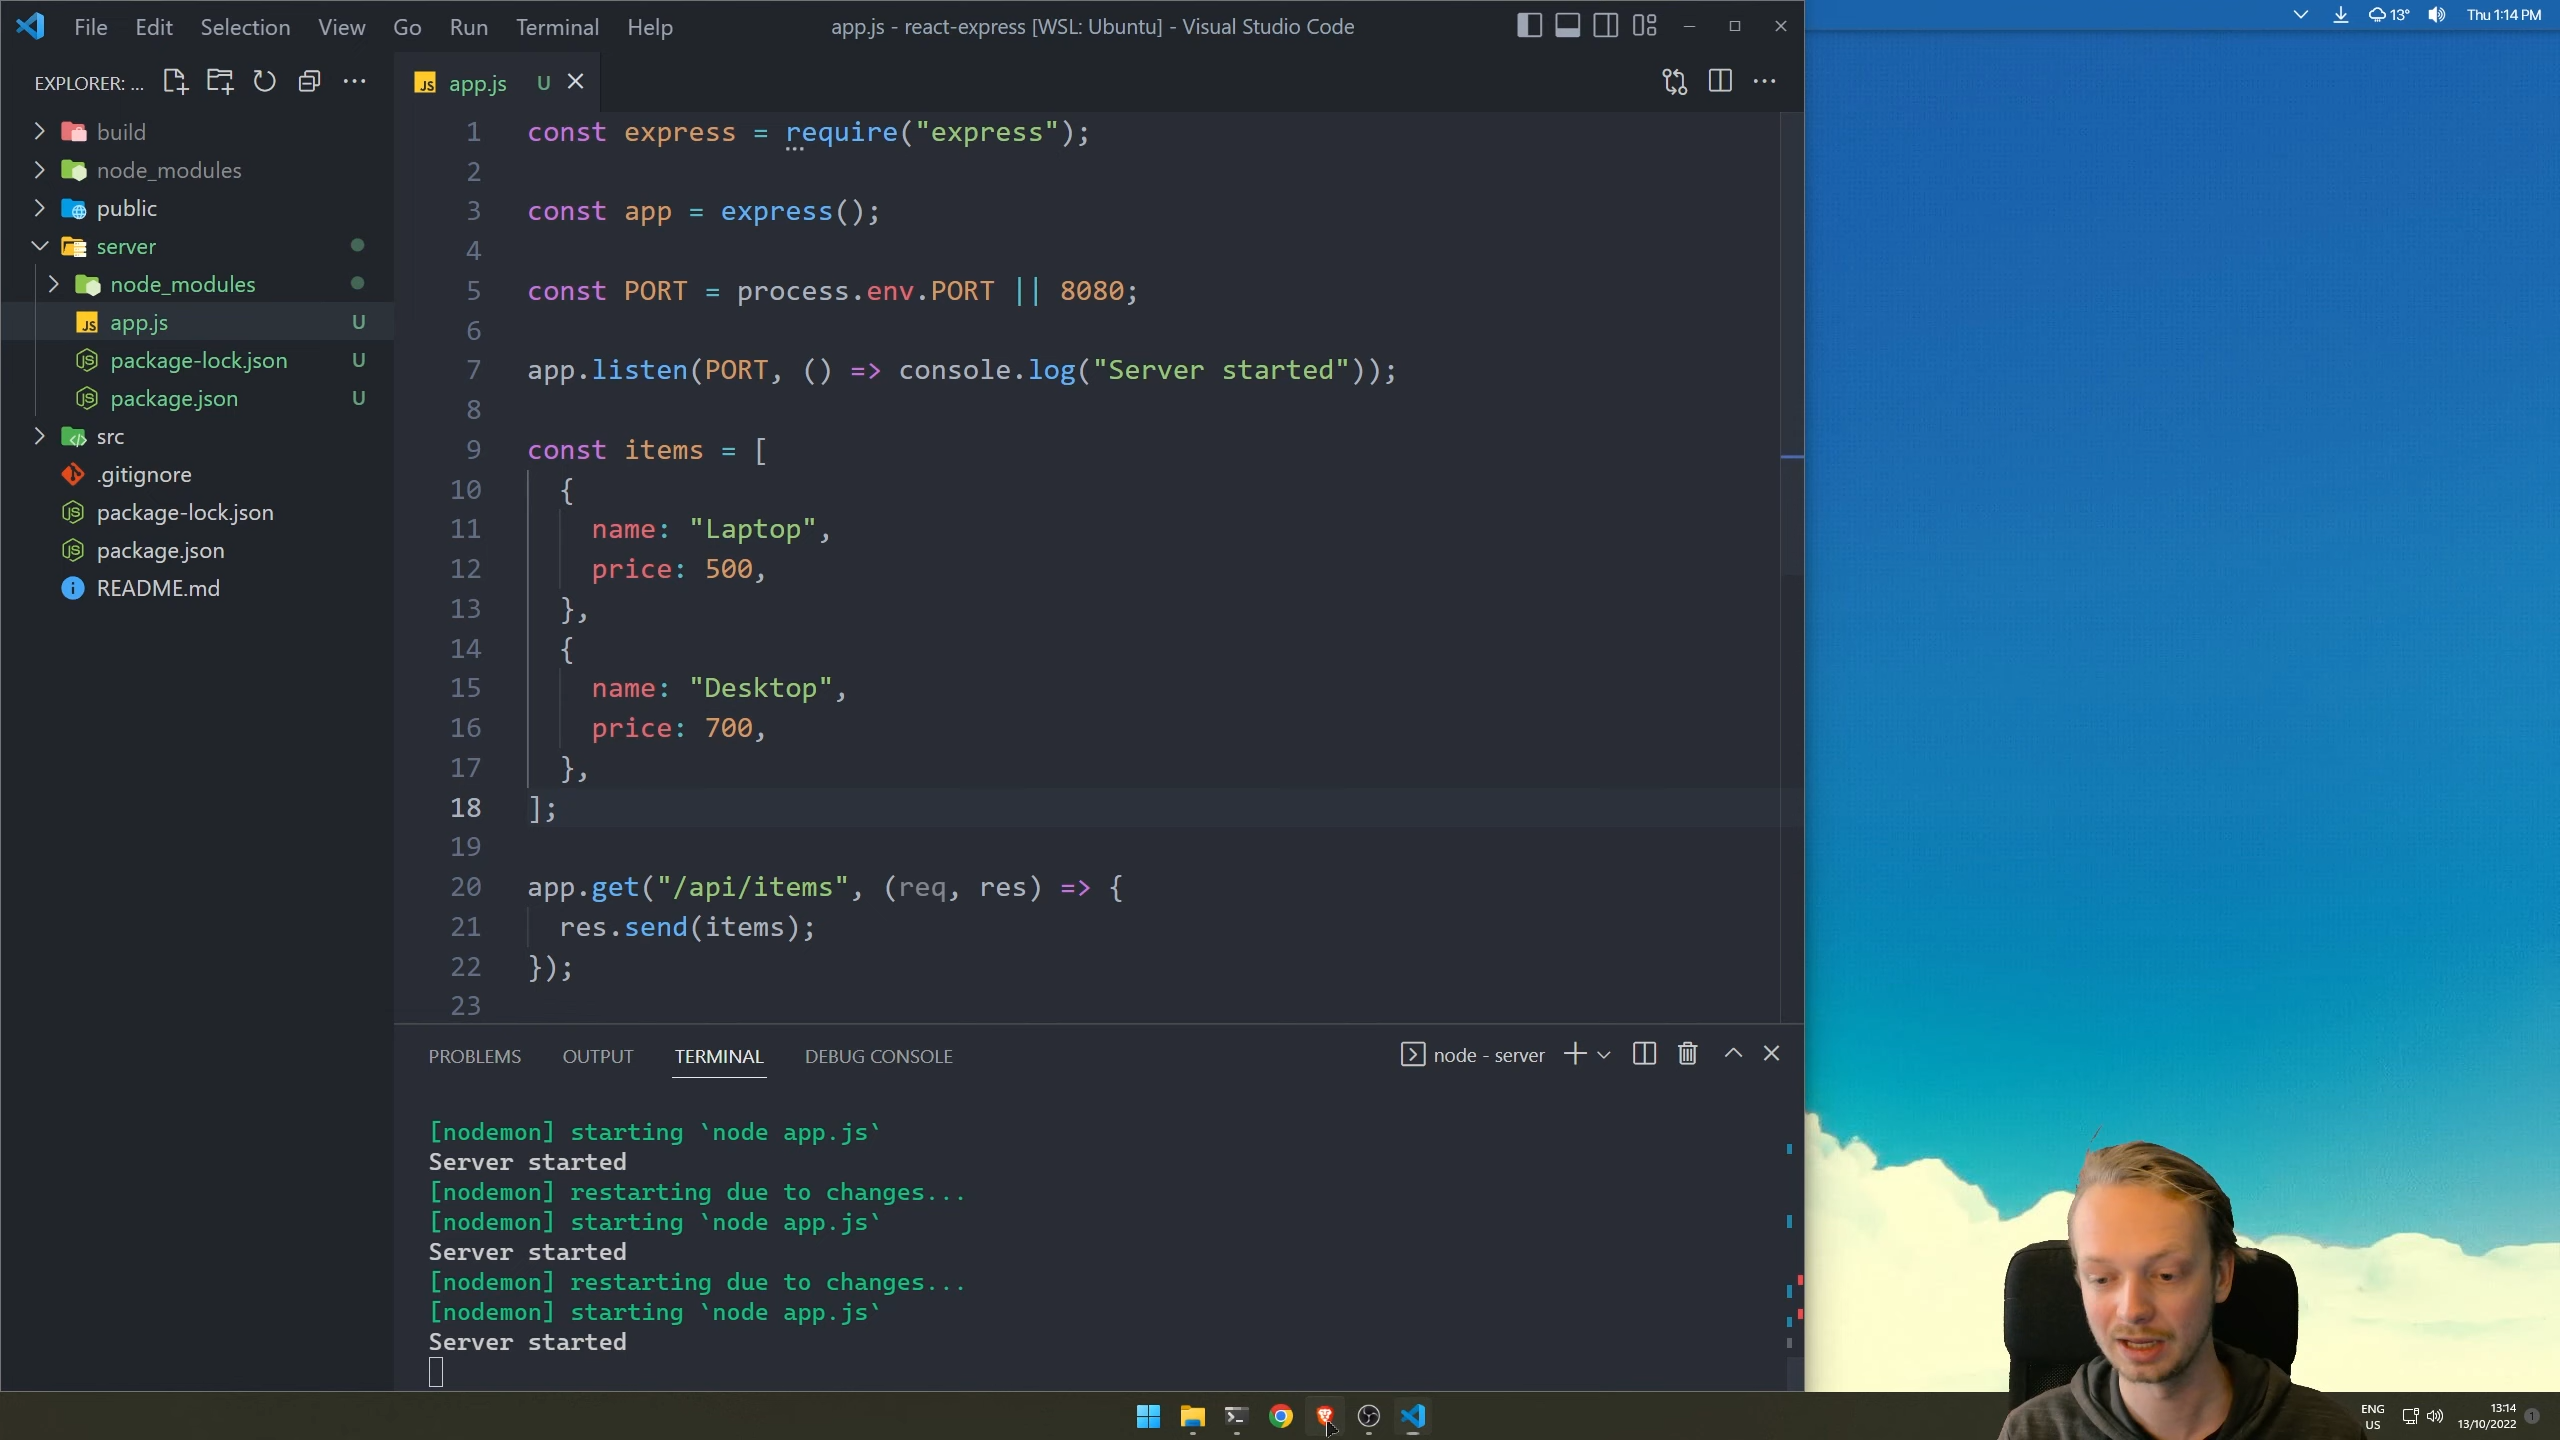 File Edit Selection View Go Run Terminal Help
app.js - react-express [WSL: Ubuntu] - Visual Studio Code
13° Thu 1:14 PM
EXPLORER: ...
build
node_modules
public
server
node_modules
app.js U
package-lock.json U
package.json U
src
.gitignore
package-lock.json
package.json
README.md
JS app.js U
1 const express = require("express");
2
3 const app = express();
4
5 const PORT = process.env.PORT || 8080;
6
7 app.listen(PORT, () => console.log("Server started"));
8
9 const items = [
10 {
11 name: "Laptop",
12 price: 500,
13 },
14 {
15 name: "Desktop",
16 price: 700,
17 },
18 ];
19
20 app.get("/api/items", (req, res) => {
21 res.send(items);
22 });
23
PROBLEMS OUTPUT TERMINAL DEBUG CONSOLE
node - server
[nodemon] starting `node app.js`
Server started
[nodemon] restarting due to changes...
[nodemon] starting `node app.js`
Server started
[nodemon] restarting due to changes...
[nodemon] starting `node app.js`
Server started
ENG
US
13:14
13/10/2022
1